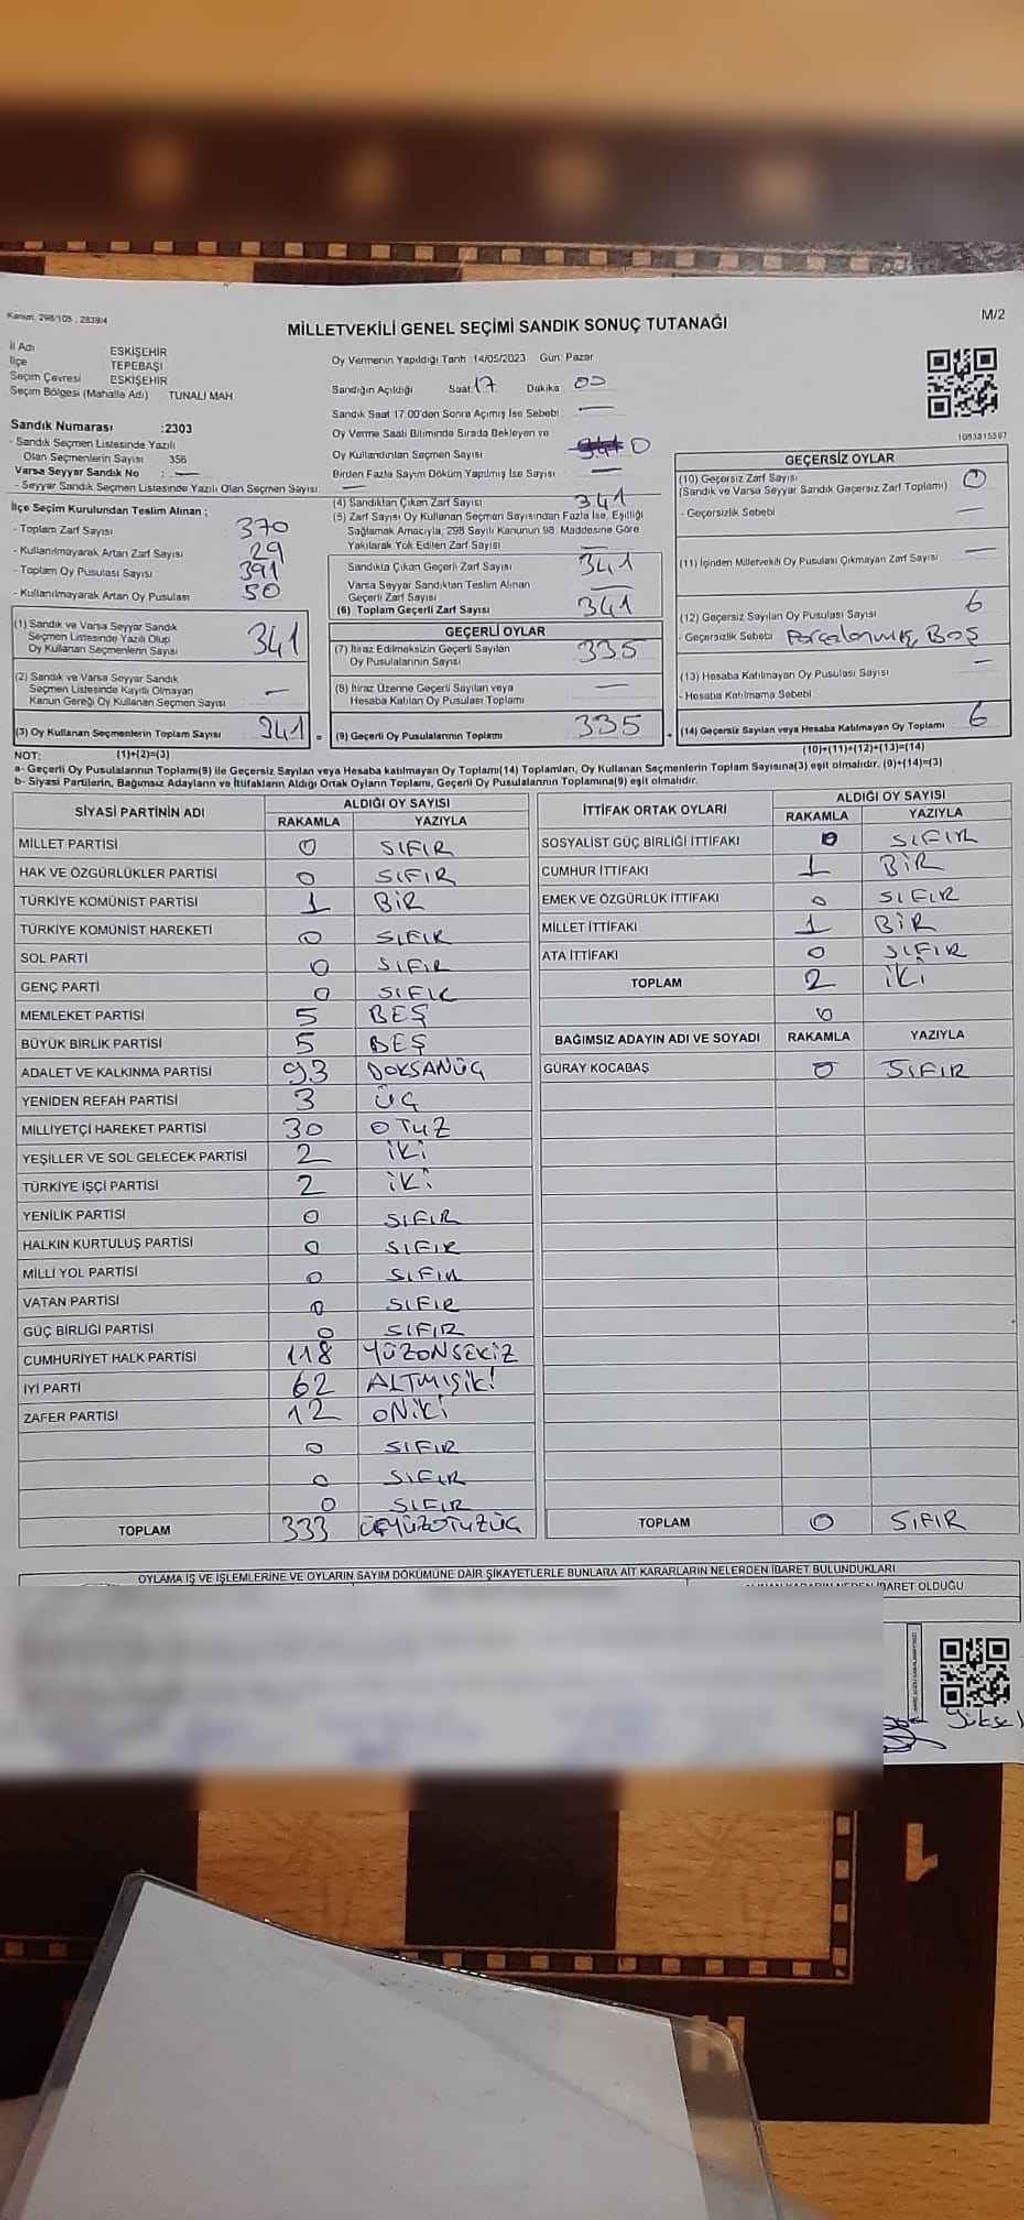 Kanun: 298/105 , 2839/4
MİLLETVEKİLİ GENEL SEÇİMİ SANDIK SONUÇ TUTANAĞI
M/2
İl Adı ESKİŞEHİR
İlçe TEPEBAŞI
Seçim Çevresi ESKİŞEHİR
Seçim Bölgesi (Mahalle Adı) TUNALI MAH
Sandık Numarası :2303
- Sandık Seçmen Listesinde Yazılı
Olan Seçmenlerin Sayısı 356
Varsa Seyyar Sandık No : —
- Seyyar Sandık Seçmen Listesinde Yazılı Olan Seçmen Sayısı
Oy Vermenin Yapıldığı Tarih 14/05/2023 Gün: Pazar
Sandığın Açıldığı Saat 17 Dakika 00
Sandık Saat 17:00'den Sonra Açılmış İse Sebebi —
Oy Verme Saati Bitiminde Sırada Bekleyen ve
Oy Kullandırılan Seçmen Sayısı 0
Birden Fazla Sayım Döküm Yapılmış İse Sayısı —
İlçe Seçim Kurulundan Teslim Alınan ;
- Toplam Zarf Sayısı 370
- Kullanılmayarak Artan Zarf Sayısı 29
- Toplam Oy Pusulası Sayısı 391
- Kullanılmayarak Artan Oy Pusulası 50
(1) Sandık ve Varsa Seyyar Sandık
Seçmen Listesinde Yazılı Olup
Oy Kullanan Seçmenlerin Sayısı 341
(2) Sandık ve Varsa Seyyar Sandık
Seçmen Listesinde Kayıtlı Olmayan
Kanun Gereği Oy Kullanan Seçmen Sayısı —
(3) Oy Kullanan Seçmenlerin Toplam Sayısı 341 =
(4) Sandıktan Çıkan Zarf Sayısı 341
(5) Zarf Sayısı Oy Kullanan Seçmen Sayısından Fazla İse, Eşitliği
Sağlamak Amacıyla; 298 Sayılı Kanunun 98. Maddesine Göre
Yakılarak Yok Edilen Zarf Sayısı —
Sandıkta Çıkan Geçerli Zarf Sayısı 341
Varsa Seyyar Sandıktan Teslim Alınan
Geçerli Zarf Sayısı —
(6) Toplam Geçerli Zarf Sayısı 341
GEÇERLİ OYLAR
(7) İtiraz Edilmeksizin Geçerli Sayılan
Oy Pusulalarının Sayısı 335
(8) İtiraz Üzerine Geçerli Sayılan veya
Hesaba Katılan Oy Pusulası Toplamı —
(9) Geçerli Oy Pusulalarının Toplamı 335
GEÇERSİZ OYLAR
(10) Geçersiz Zarf Sayısı 0
(Sandık ve Varsa Seyyar Sandık Geçersiz Zarf Toplamı)
- Geçersizlik Sebebi —
(11) İçinden Milletvekili Oy Pusulası Çıkmayan Zarf Sayısı —
(12) Geçersiz Sayılan Oy Pusulası Sayısı 6
- Geçersizlik Sebebi Parçalanmış, BOŞ
(13) Hesaba Katılmayan Oy Pusulası Sayısı —
- Hesaba Katılmama Sebebi
(14) Geçersiz Sayılan veya Hesaba Katılmayan Oy Toplamı 6
NOT: (1)+(2)=(3) (10)+(11)+(12)+(13)=(14)
a- Geçerli Oy Pusulalarının Toplamı(9) ile Geçersiz Sayılan veya Hesaba katılmayan Oy Toplamı(14) Toplamları, Oy Kullanan Seçmenlerin Toplam Sayısına(3) eşit olmalıdır. (9)+(14)=(3)
b- Siyasi Partilerin, Bağımsız Adayların ve İttifakların Aldığı Ortak Oyların Toplamı, Geçerli Oy Pusulalarının Toplamına(9) eşit olmalıdır.
SİYASİ PARTİNİN ADI ALDIĞI OY SAYISI
RAKAMLA YAZIYLA
MİLLET PARTİSİ 0 SIFIR
HAK VE ÖZGÜRLÜKLER PARTİSİ 0 SIFIR
TÜRKİYE KOMÜNİST PARTİSİ 1 BİR
TÜRKİYE KOMÜNİST HAREKETİ 0 SIFIR
SOL PARTİ 0 SIFIR
GENÇ PARTİ 0 SIFIR
MEMLEKET PARTİSİ 5 BEŞ
BÜYÜK BİRLİK PARTİSİ 5 BEŞ
ADALET VE KALKINMA PARTİSİ 93 DOKSANÜÇ
YENİDEN REFAH PARTİSİ 3 ÜÇ
MİLLİYETÇİ HAREKET PARTİSİ 30 OTUZ
YEŞİLLER VE SOL GELECEK PARTİSİ 2 İKİ
TÜRKİYE İŞÇİ PARTİSİ 2 İKİ
YENİLİK PARTİSİ 0 SIFIR
HALKIN KURTULUŞ PARTİSİ 0 SIFIR
MİLLİ YOL PARTİSİ 0 SIFIR
VATAN PARTİSİ 0 SIFIR
GÜÇ BİRLİĞİ PARTİSİ 0 SIFIR
CUMHURİYET HALK PARTİSİ 118 YÜZONSEKİZ
İYİ PARTİ 62 ALTMIŞİKİ
ZAFER PARTİSİ 12 ONİKİ
0 SIFIR
0 SIFIR
0 SIFIR
TOPLAM 333 ÜÇYÜZOTUZÜÇ
İTTİFAK ORTAK OYLARI ALDIĞI OY SAYISI
RAKAMLA YAZIYLA
SOSYALİST GÜÇ BİRLİĞİ İTTİFAKI 0 SIFIR
CUMHUR İTTİFAKI 1 BİR
EMEK VE ÖZGÜRLÜK İTTİFAKI 0 SIFIR
MİLLET İTTİFAKI 1 BİR
ATA İTTİFAKI 0 SIFIR
TOPLAM 2 İKİ
0
BAĞIMSIZ ADAYIN ADI VE SOYADI RAKAMLA YAZIYLA
GÜRAY KOCABAŞ 0 SIFIR
TOPLAM 0 SIFIR
OYLAMA İŞ VE İŞLEMLERİNE VE OYLARIN SAYIM DÖKÜMÜNE DAİR ŞİKAYETLERLE BUNLARA AİT KARARLARIN NELERDEN İBARET BULUNDUKLARI
İBARET OLDUĞU
Yüksel